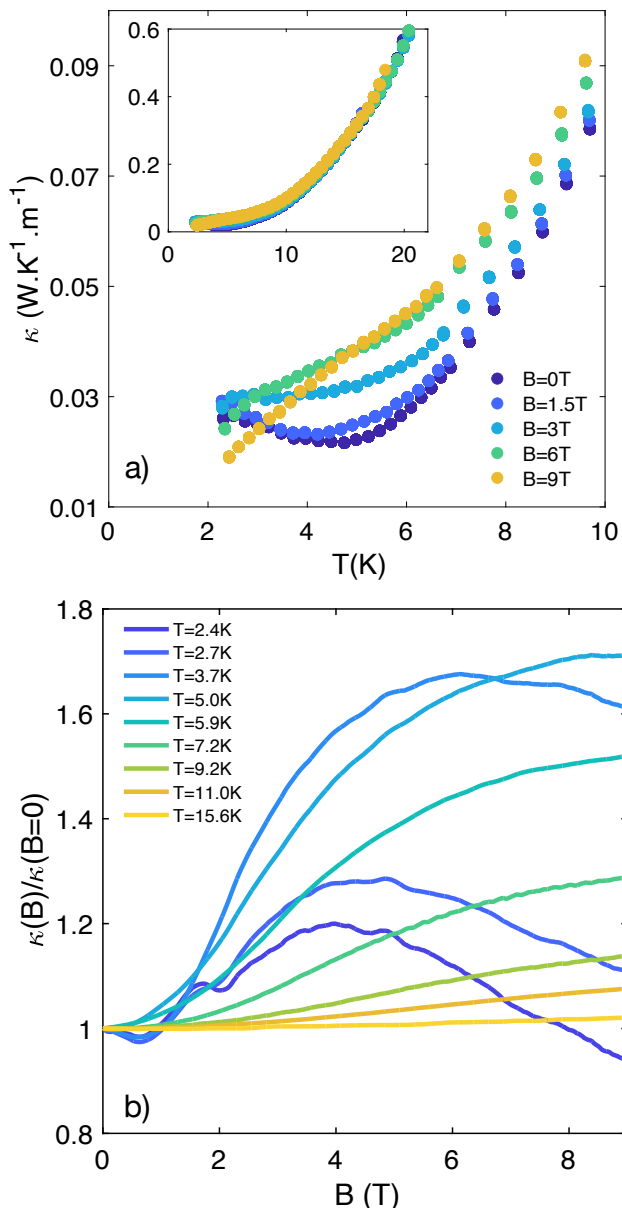 0.6
0.4
0.2
0
0 10 20
0.09
0.07
0.05
0.03
0.01
κ (W.K⁻¹.m⁻¹)
B=0T
B=1.5T
B=3T
B=6T
B=9T
a)
0 2 4 6 8 10
T(K)
1.8
1.6
1.4
1.2
1
0.8
κ(B)/κ(B=0)
T=2.4K
T=2.7K
T=3.7K
T=5.0K
T=5.9K
T=7.2K
T=9.2K
T=11.0K
T=15.6K
b)
0 2 4 6 8
B (T)